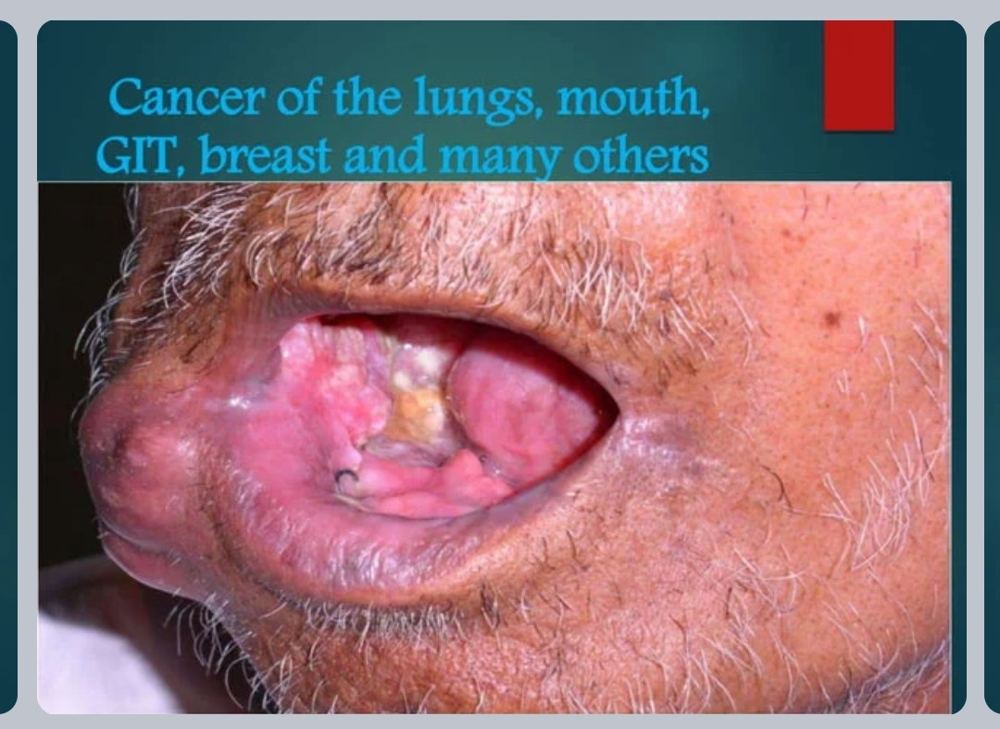 Cancer of the lungs, mouth,
GIT, breast and many others